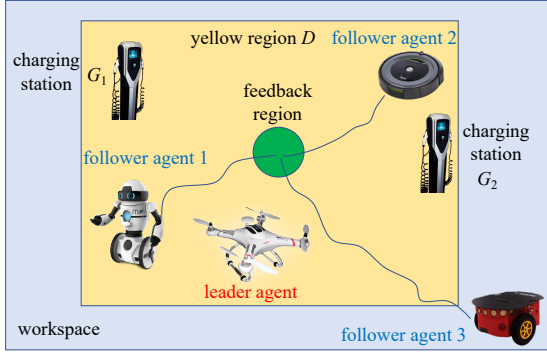 yellow region D
follower agent 2
charging
station
G1
feedback
region
charging
station
G2
follower agent 1
leader agent
workspace
follower agent 3